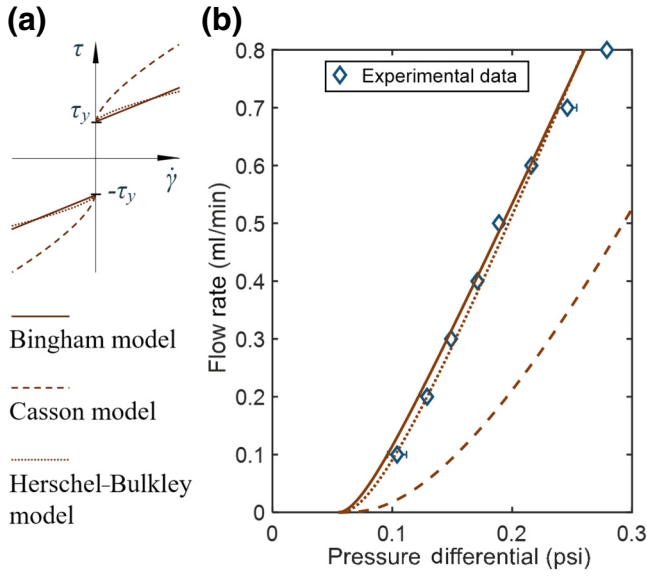 (a)
τ
τy
γ̇
-τy
Bingham model
Casson model
Herschel–Bulkley
model
(b)
Experimental data
Flow rate (ml/min)
0.8
0.7
0.6
0.5
0.4
0.3
0.2
0.1
0
0
0.1
0.2
0.3
Pressure differential (psi)